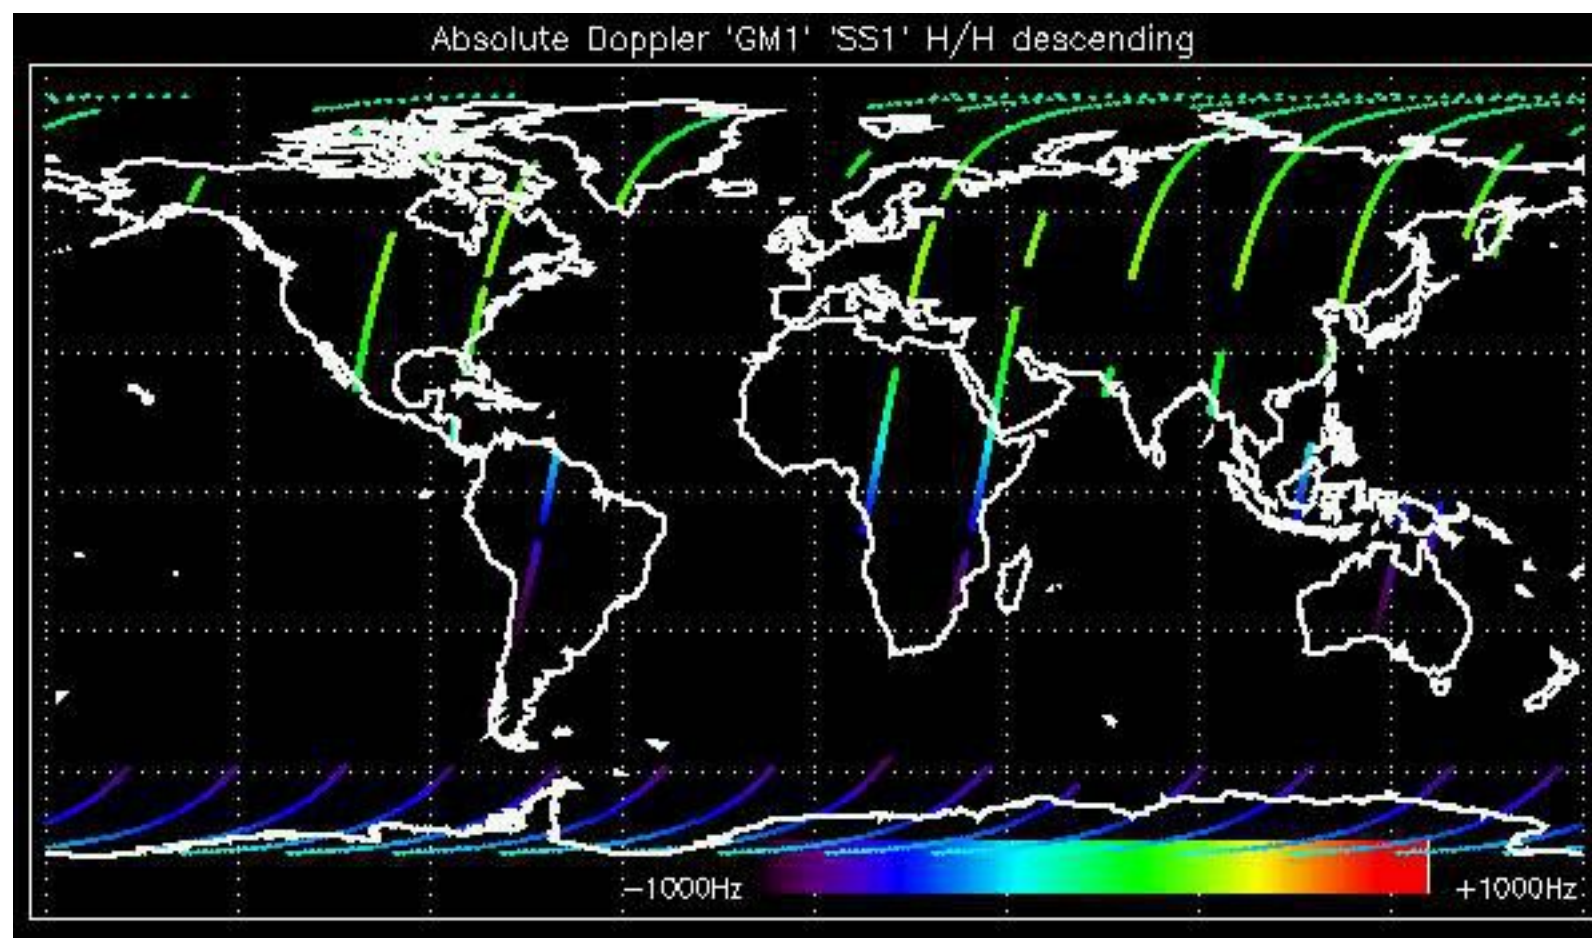 Absolute Doppler 'GM1' 'SS1' H/H descending
−1000Hz
+1000Hz